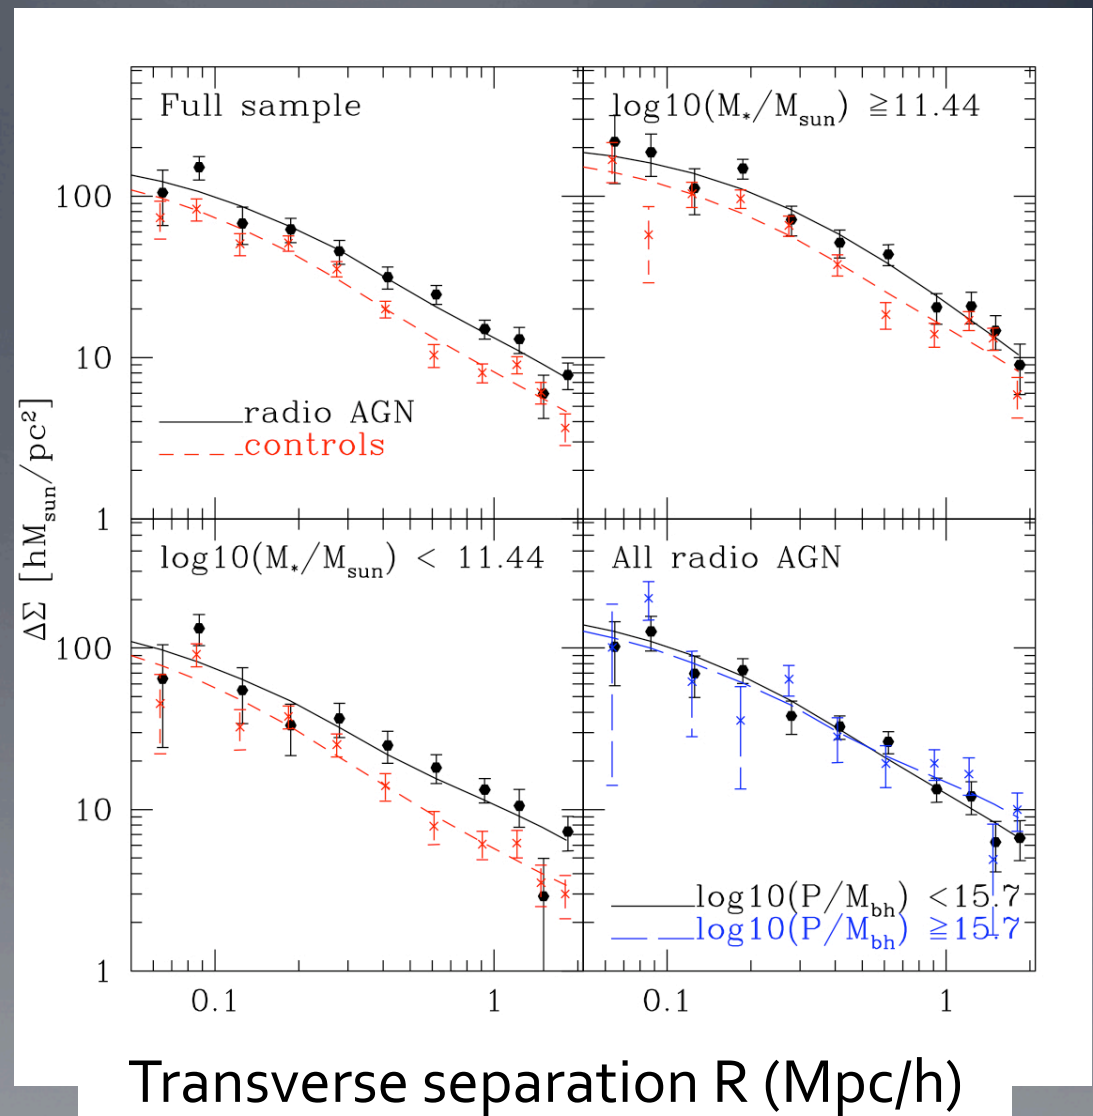 Full sample
log10(M*/Msun) ≧11.44
100
10
radio AGN
controls
1
ΔΣ [hMsun/pc²]
log10(M*/Msun) < 11.44
All radio AGN
100
10
log10(P/Mbh) <15.7
log10(P/Mbh) ≧15.7
1
0.1
1
0.1
1
Transverse separation R (Mpc/h)